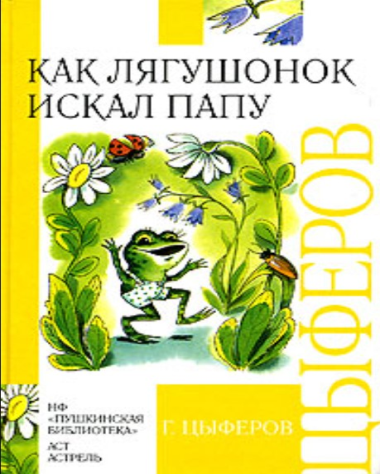 КАК ЛЯГУШОНОК
ИСКАЛ ПАПУ
ЦЫФЕРОВ
НФ
«ПУШКИНСКАЯ
БИБЛИОТЕКА»
АСТ
АСТРЕЛЬ
Г. ЦЫФЕРОВ